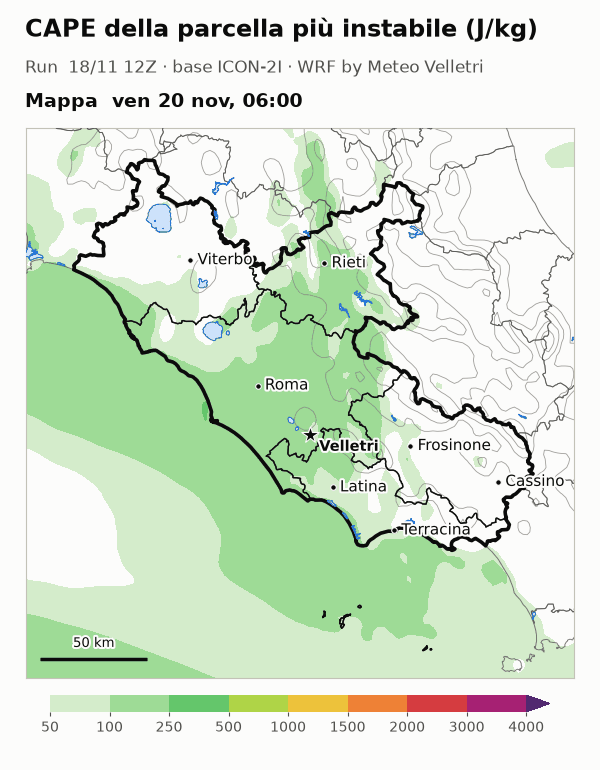 CAPE della parcella più instabile (J/kg)
Run  18/11 12Z · base ICON-2I · WRF by Meteo Velletri
Mappa  ven 20 nov, 06:00
Viterbo
Rieti
Roma
Velletri
Frosinone
Latina
Cassino
Terracina
50 km
50 100 250 500 1000 1500 2000 3000 4000